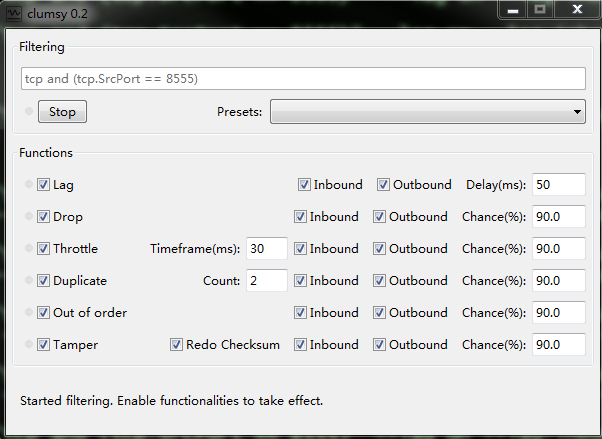 clumsy 0.2
Filtering
tcp and (tcp.SrcPort == 8555)
Stop Presets:
Functions
Lag Inbound Outbound Delay(ms): 50
Drop Inbound Outbound Chance(%): 90.0
Throttle Timeframe(ms): 30 Inbound Outbound Chance(%): 90.0
Duplicate Count: 2 Inbound Outbound Chance(%): 90.0
Out of order Inbound Outbound Chance(%): 90.0
Tamper Redo Checksum Inbound Outbound Chance(%): 90.0
Started filtering. Enable functionalities to take effect.